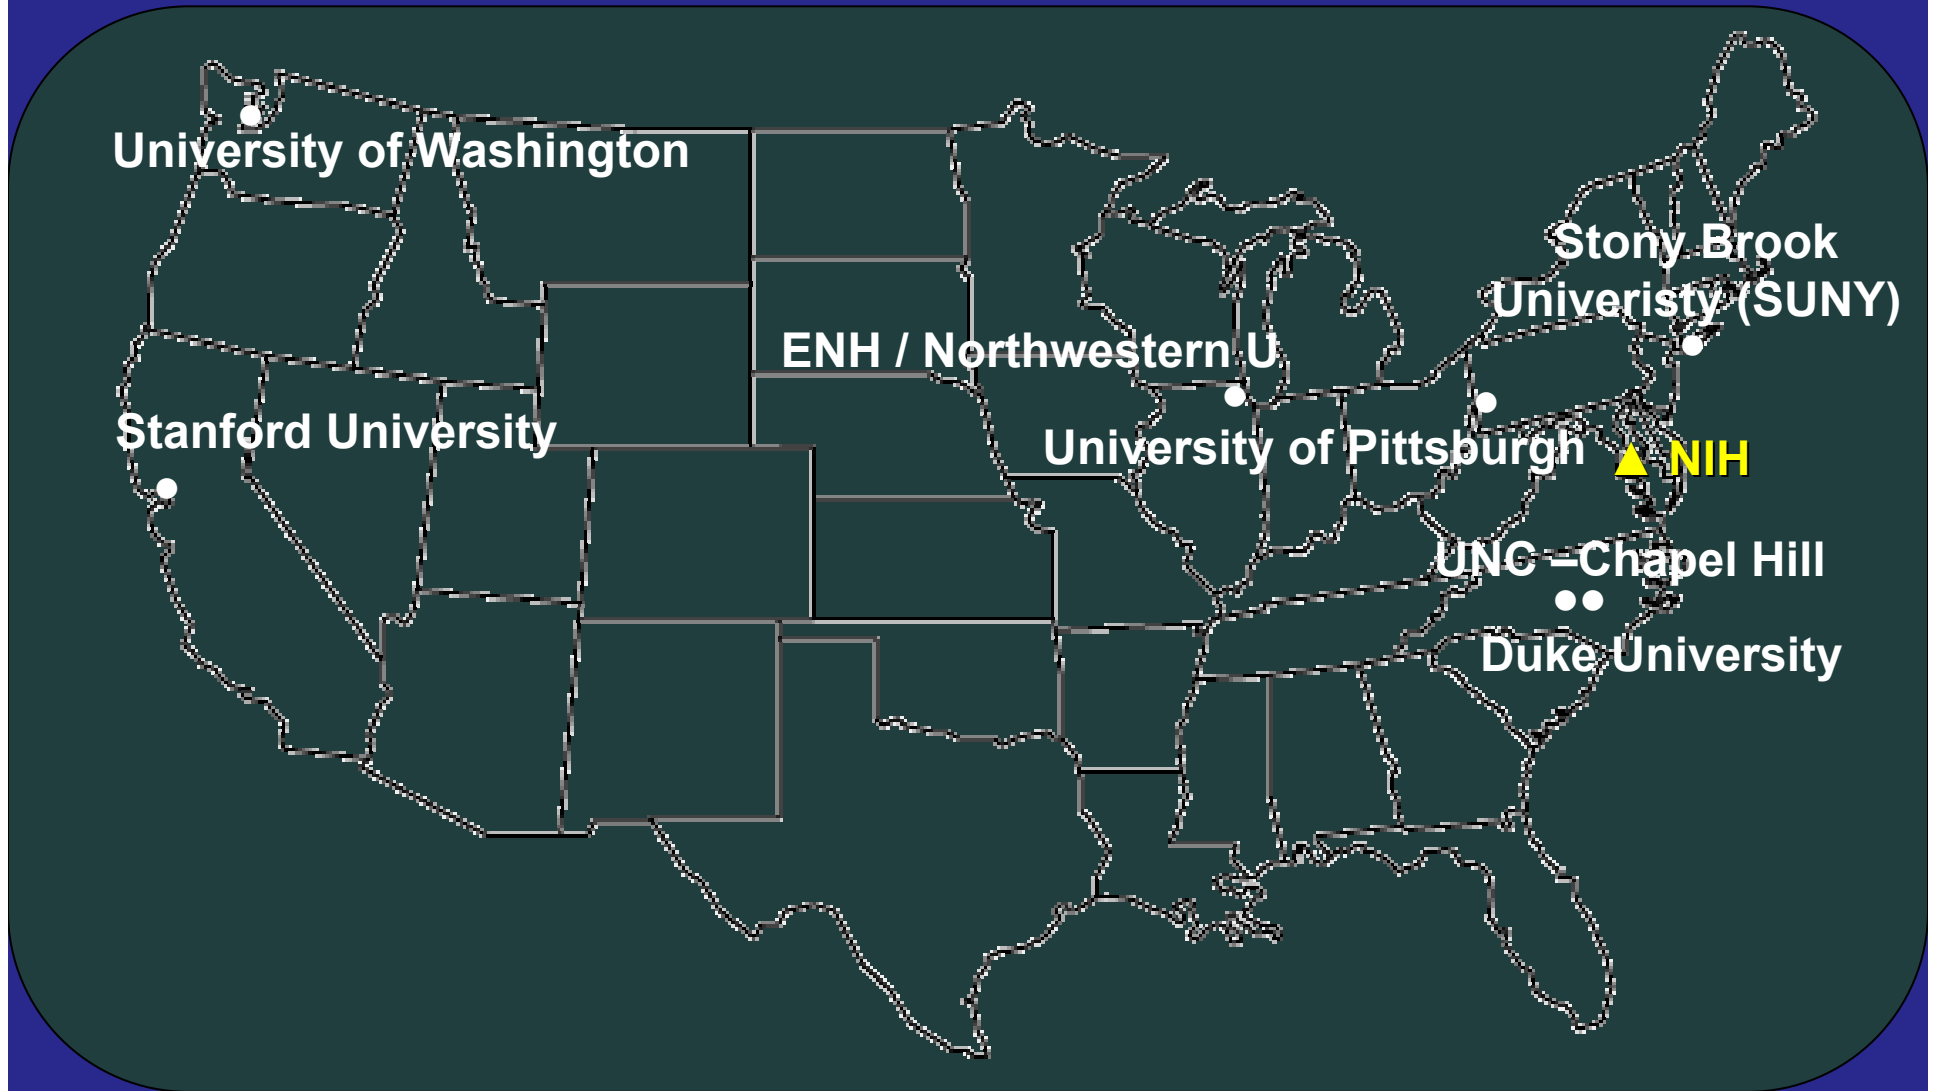 University of Washington
Stony Brook
Univeristy (SUNY)
ENH / Northwestern U
Stanford University
University of Pittsburgh
NIH
UNC –Chapel Hill
Duke University